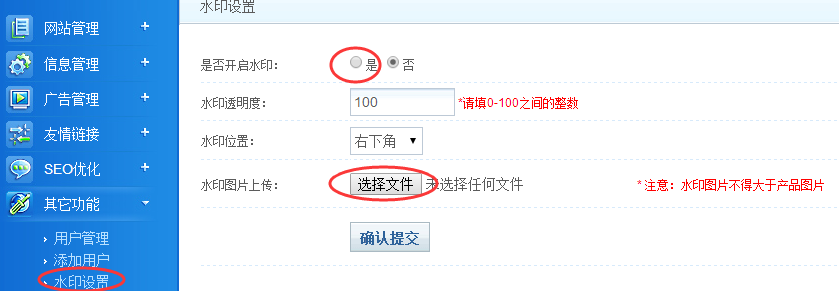 网站管理 +
信息管理 +
广告管理 +
友情链接 +
SEO优化 +
其它功能
用户管理
添加用户
水印设置
水印设置
是否开启水印： 是 否
水印透明度： 100 *请填0-100之间的整数
水印位置： 右下角
水印图片上传： 选择文件 未选择任何文件 * 注意：水印图片不得大于产品图片
确认提交